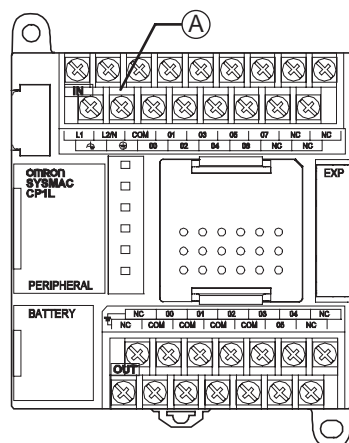 A
IN
L1 L2/N COM 01 03 05 07 NC NC
00 02 04 06 NC NC
omron
SYSMAC
CP1L
EXP
PERIPHERAL
BATTERY
NC 00 01 02 03 04 NC
NC COM COM COM COM 05 NC
OUT